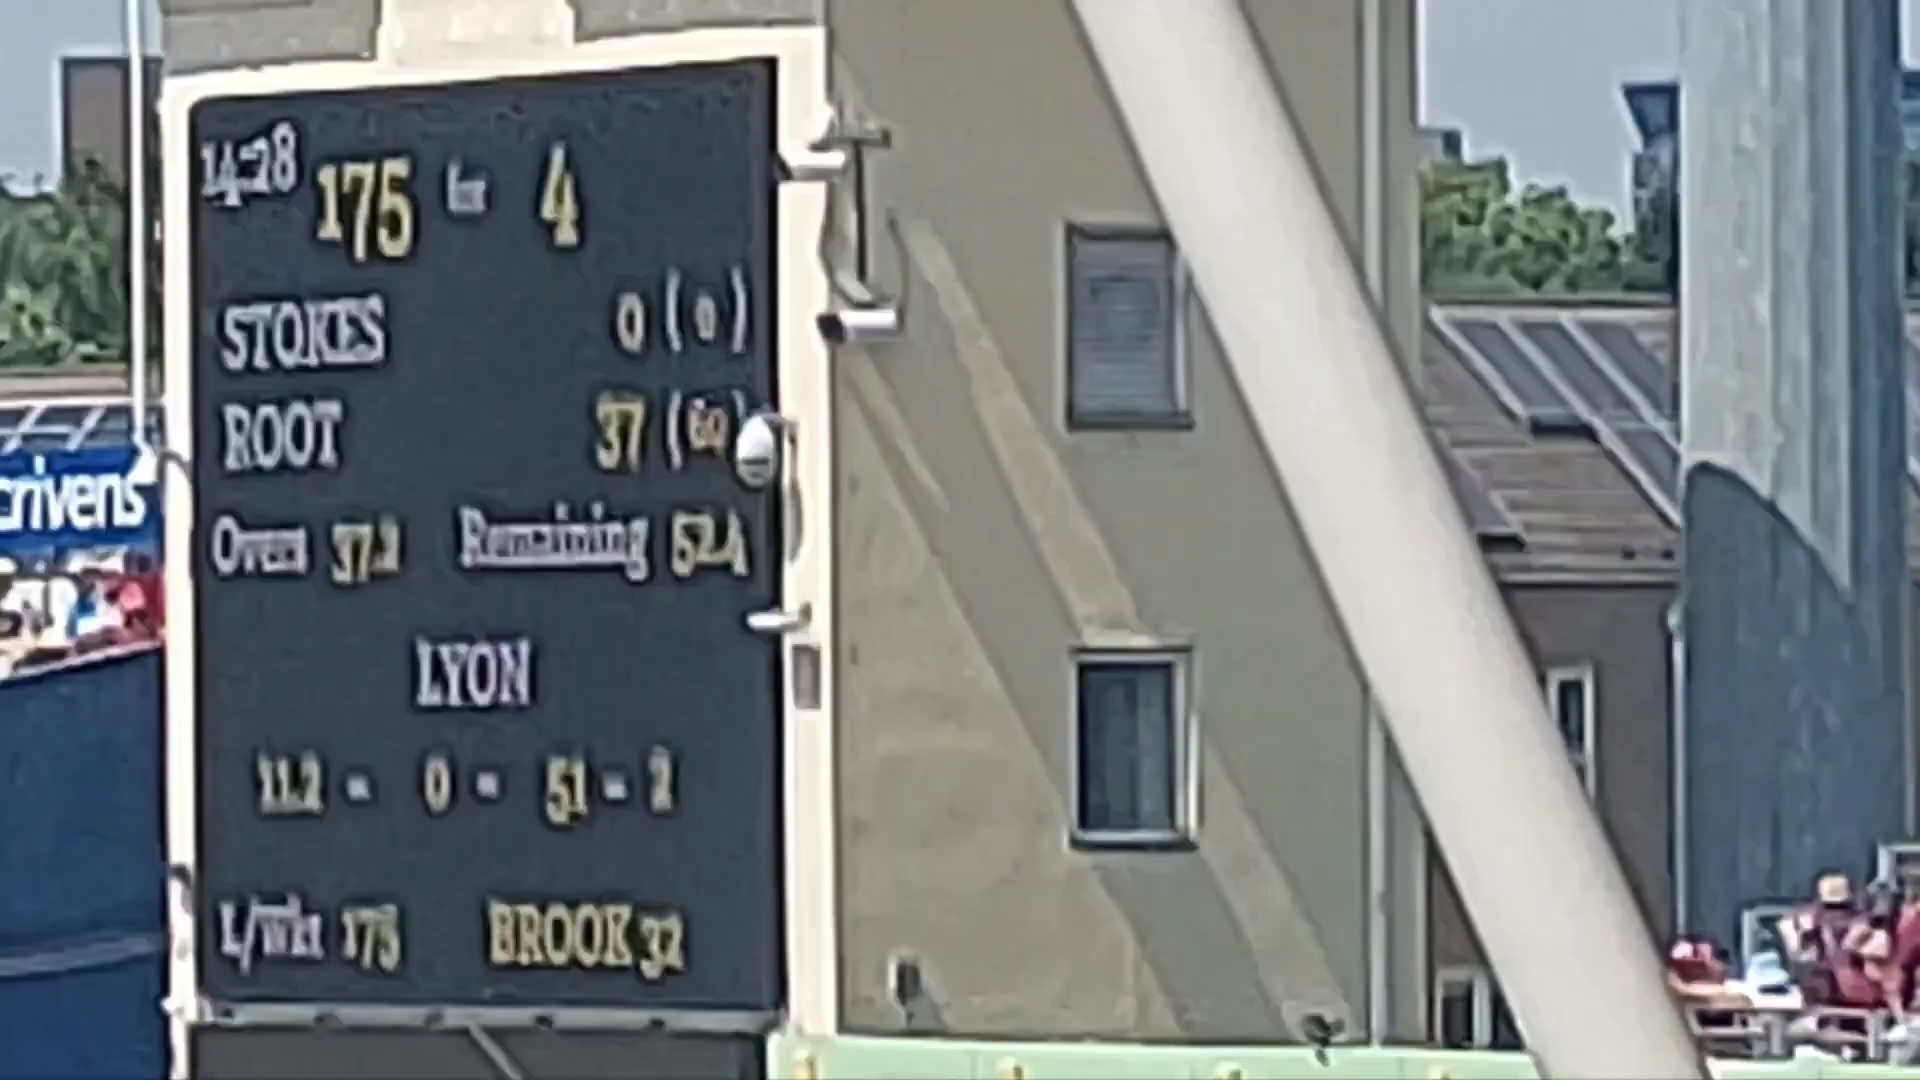 14:28 175 for 4
STOKES 0 ( 0 )
ROOT 37 ( 60
Overs 37.2 Remaining 52.4
LYON
11.2 - 0 - 51 - 2
L/Wkt 175 BROOK 32
crivens